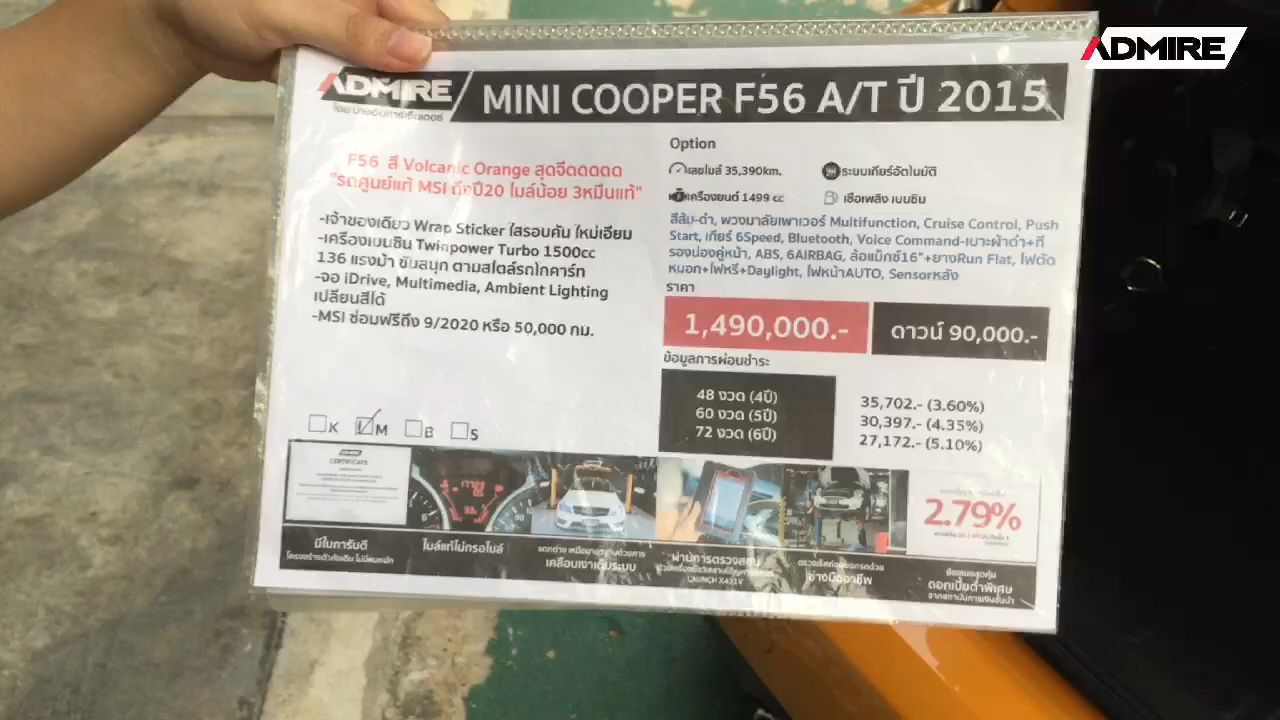 ADMIRE
ADMIRE
MINI COOPER F56 A/T ปี 2015
F56 สี Volcanic Orange สุดจี๊ดดดดด
"รถศูนย์แท้ MSI ถึงปี20 ไมล์น้อย 3หมื่นแท้"
-เจ้าของเดียว Wrap Sticker ใสรอบคัน ใหม่เอี่ยม
-เครื่องเบนซิน Twinpower Turbo 1500cc
136 แรงม้า ขับสนุก ตามสไตล์รถโกคาร์ท
-จอ iDrive, Multimedia, Ambient Lighting
เปลี่ยนสีได้
-MSI ซ่อมฟรีถึง 9/2020 หรือ 50,000 กม.
K M B S
Option
เลขไมล์ 35,390km. ระบบเกียร์อัตโนมัติ
เครื่องยนต์ 1499 cc เชื้อเพลิง เบนซิน
สีส้ม-ดำ, พวงมาลัยเพาเวอร์ Multifunction, Cruise Control, Push
Start, เกียร์ 6Speed, Bluetooth, Voice Command-เบาะผ้าดำ+ที่
รองน่องคู่หน้า, ABS, 6AIRBAG, ล้อแม็กซ์16"+ยางRun Flat, ไฟตัด
หมอก+ไฟหรี่+Daylight, ไฟหน้าAUTO, Sensorหลัง
ราคา
1,490,000.- ดาวน์ 90,000.-
ข้อมูลการผ่อนชำระ
48 งวด (4ปี) 35,702.- (3.60%)
60 งวด (5ปี) 30,397.- (4.35%)
72 งวด (6ปี) 27,172.- (5.10%)
CERTIFICATE
2.79%
มีใบการันตี
ไมล์แท้ไม่กรอไมล์
เคลือบเงาเต็มระบบ
ผ่านการตรวจสอบ
LAUNCH X431V
ช่างมืออาชีพ
ดอกเบี้ยต่ำพิเศษ
จากสถาบันการเงินชั้นนำ